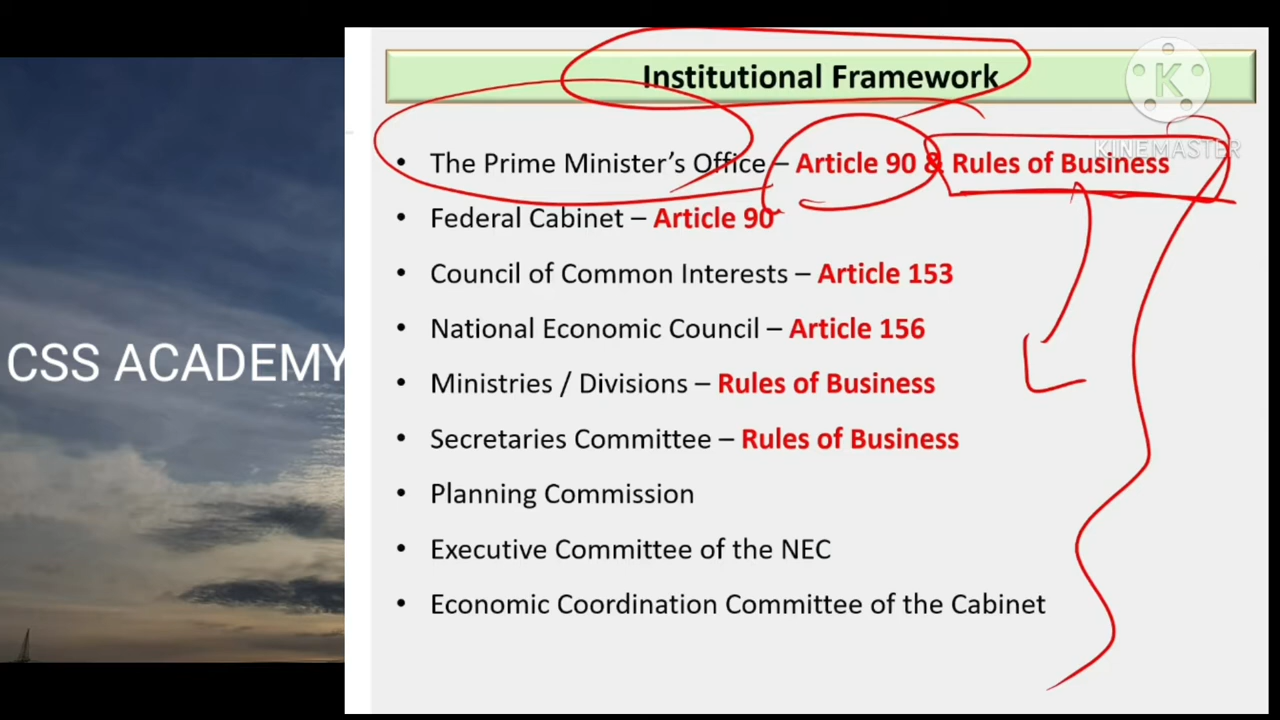 Institutional Framework
K
KINEMASTER
• The Prime Minister’s Office – Article 90 & Rules of Business
• Federal Cabinet – Article 90
• Council of Common Interests – Article 153
• National Economic Council – Article 156
• Ministries / Divisions – Rules of Business
• Secretaries Committee – Rules of Business
• Planning Commission
• Executive Committee of the NEC
• Economic Coordination Committee of the Cabinet
CSS ACADEMY